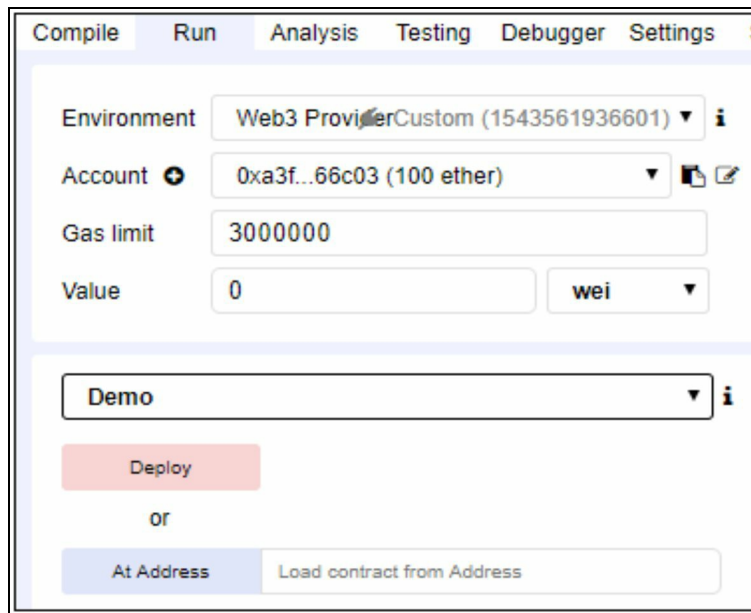 Compile Run Analysis Testing Debugger Settings
Environment Web3 Provider Custom (1543561936601)
Account 0xa3f...66c03 (100 ether)
Gas limit 3000000
Value 0 wei
Demo
Deploy
or
At Address Load contract from Address